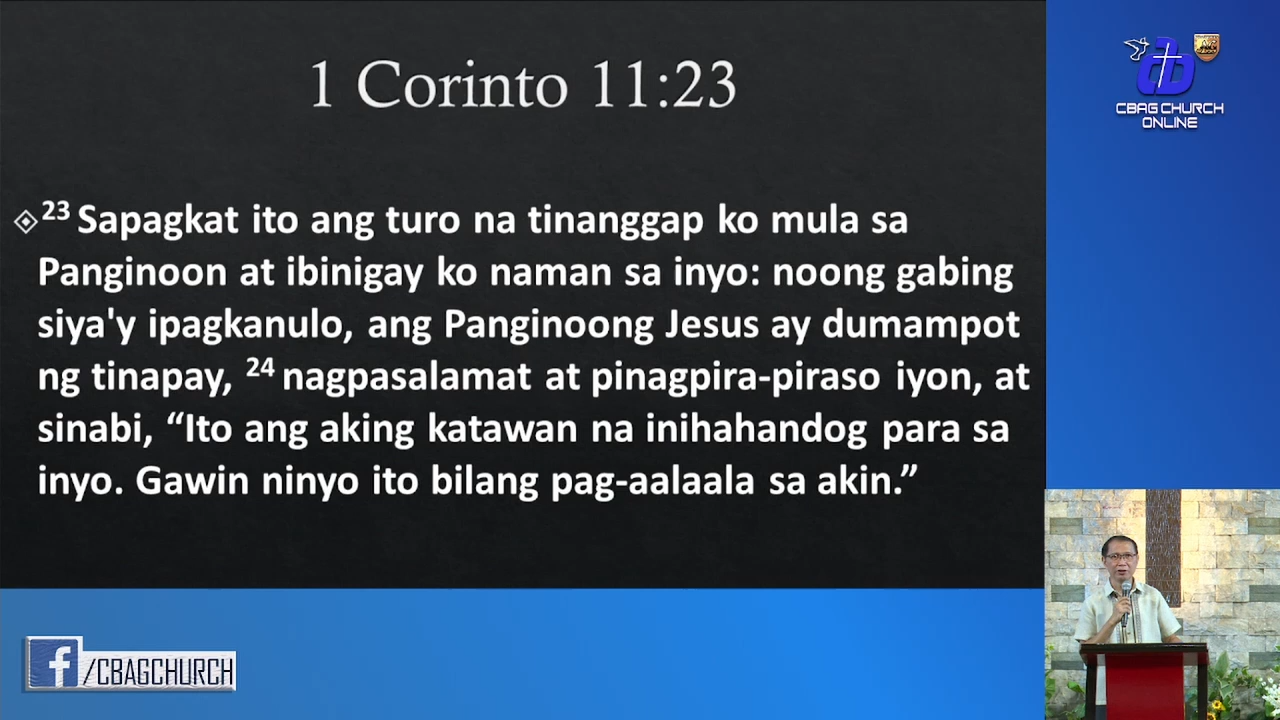 1 Corinto 11:23
23 Sapagkat ito ang turo na tinanggap ko mula sa
Panginoon at ibinigay ko naman sa inyo: noong gabing
siya'y ipagkanulo, ang Panginoong Jesus ay dumampot
ng tinapay, 24 nagpasalamat at pinagpira-piraso iyon, at
sinabi, “Ito ang aking katawan na inihahandog para sa
inyo. Gawin ninyo ito bilang pag-aalaala sa akin.”
CBAG CHURCH
ONLINE
f/CBAGCHURCH